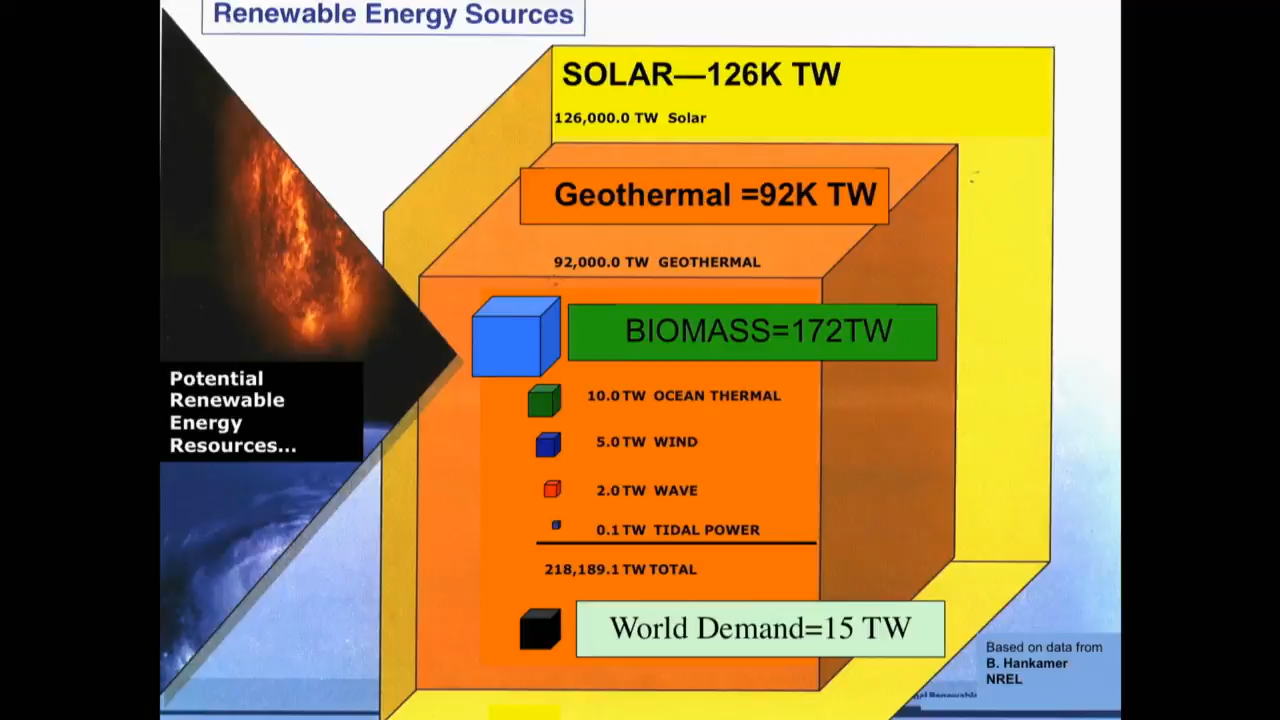 Renewable Energy Sources
SOLAR—126K TW
126,000.0 TW Solar
Geothermal =92K TW
92,000.0 TW GEOTHERMAL
BIOMASS=172TW
10.0 TW OCEAN THERMAL
5.0 TW WIND
2.0 TW WAVE
0.1 TW TIDAL POWER
218,189.1 TW TOTAL
World Demand=15 TW
Potential
Renewable
Energy
Resources...
Based on data from
B. Hankamer
NREL